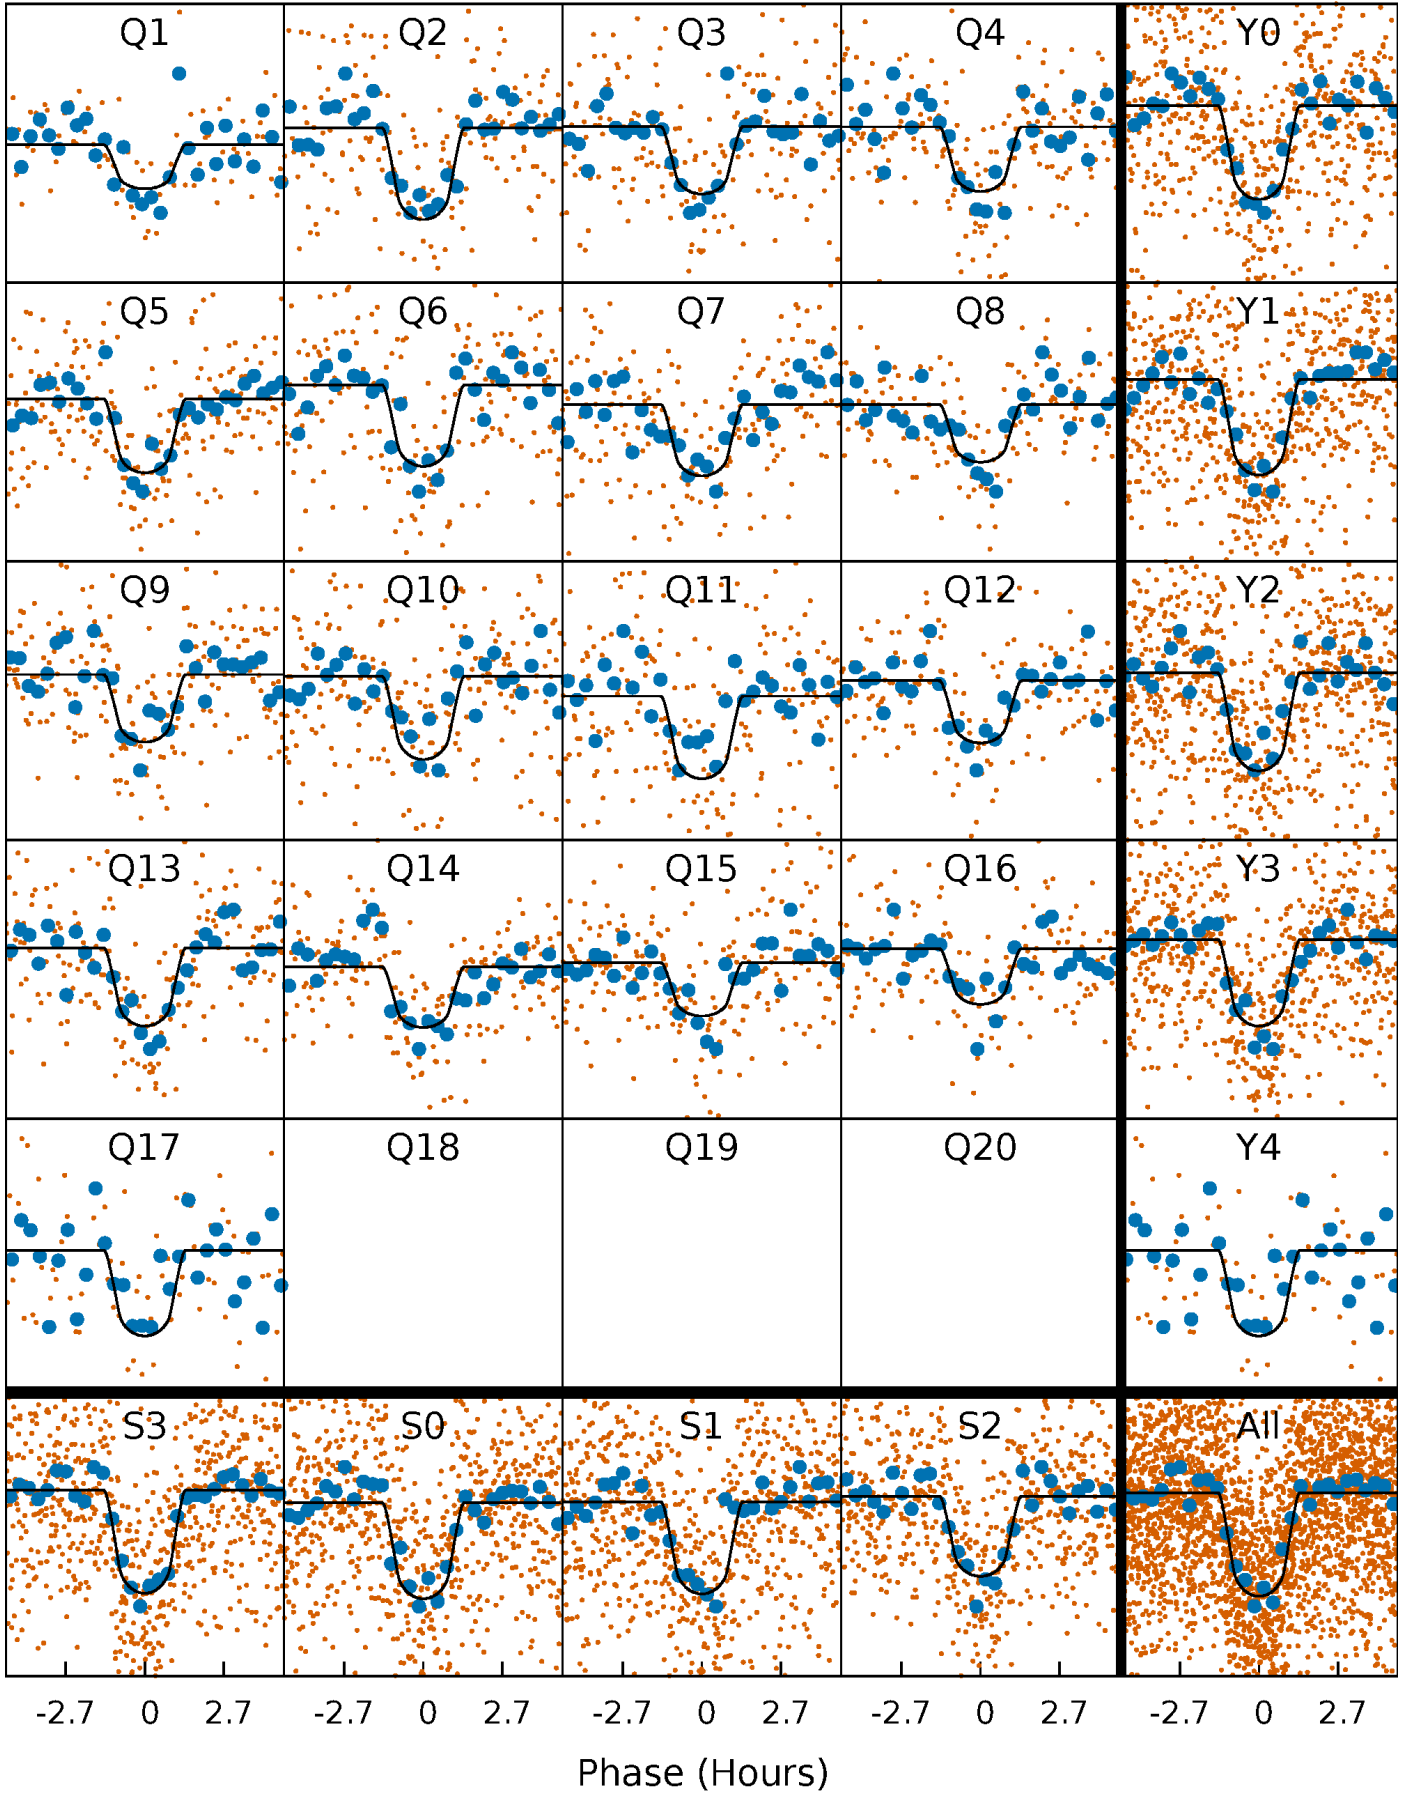 Q1 Q2 Q3 Q4 Y0
Q5 Q6 Q7 Q8 Y1
Q9 Q10 Q11 Q12 Y2
Q13 Q14 Q15 Q16 Y3
Q17 Q18 Q19 Q20 Y4
S3 S0 S1 S2 All
-2.7 0 2.7 -2.7 0 2.7 -2.7 0 2.7 -2.7 0 2.7 -2.7 0 2.7
Phase (Hours)